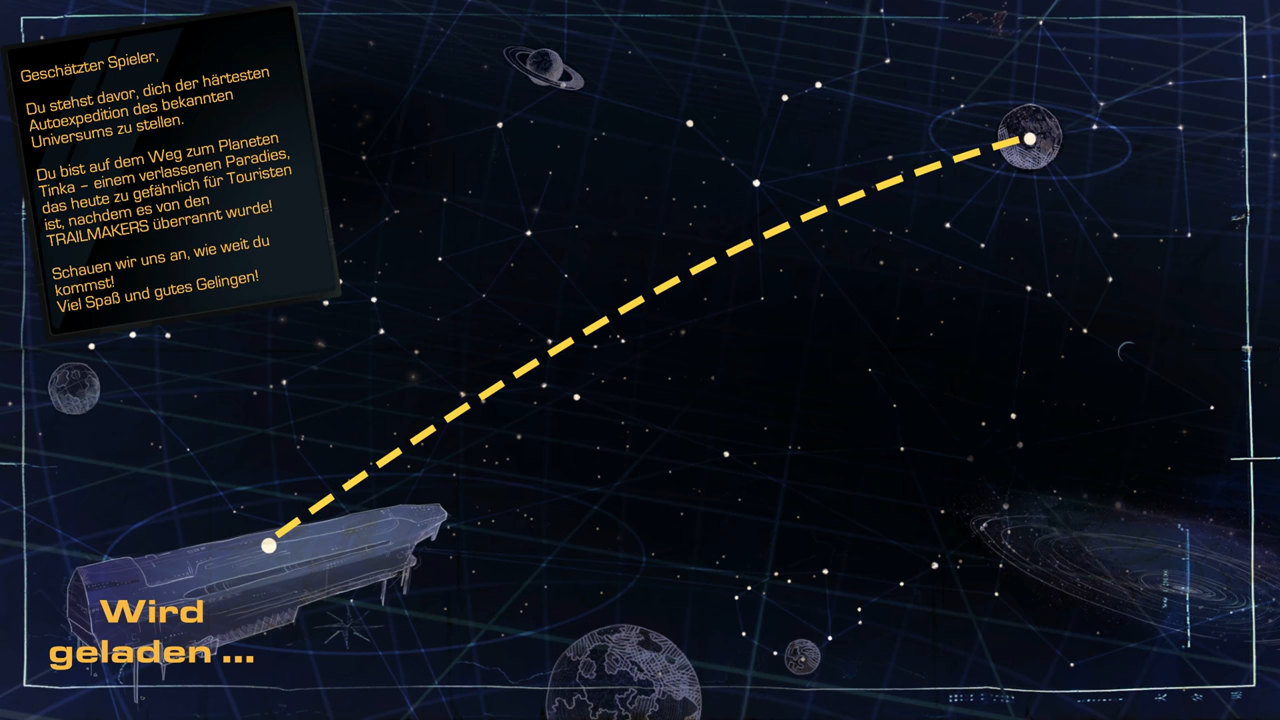 Geschätzter Spieler,
Du stehst davor, dich der härtesten
Autoexpedition des bekannten
Universums zu stellen.
Du bist auf dem Weg zum Planeten
Tinka – einem verlassenen Paradies,
das heute zu gefährlich für Touristen
ist, nachdem es von den
TRAILMAKERS überrannt wurde!
Schauen wir uns an, wie weit du
kommst!
Viel Spaß und gutes Gelingen!
Wird
geladen ...